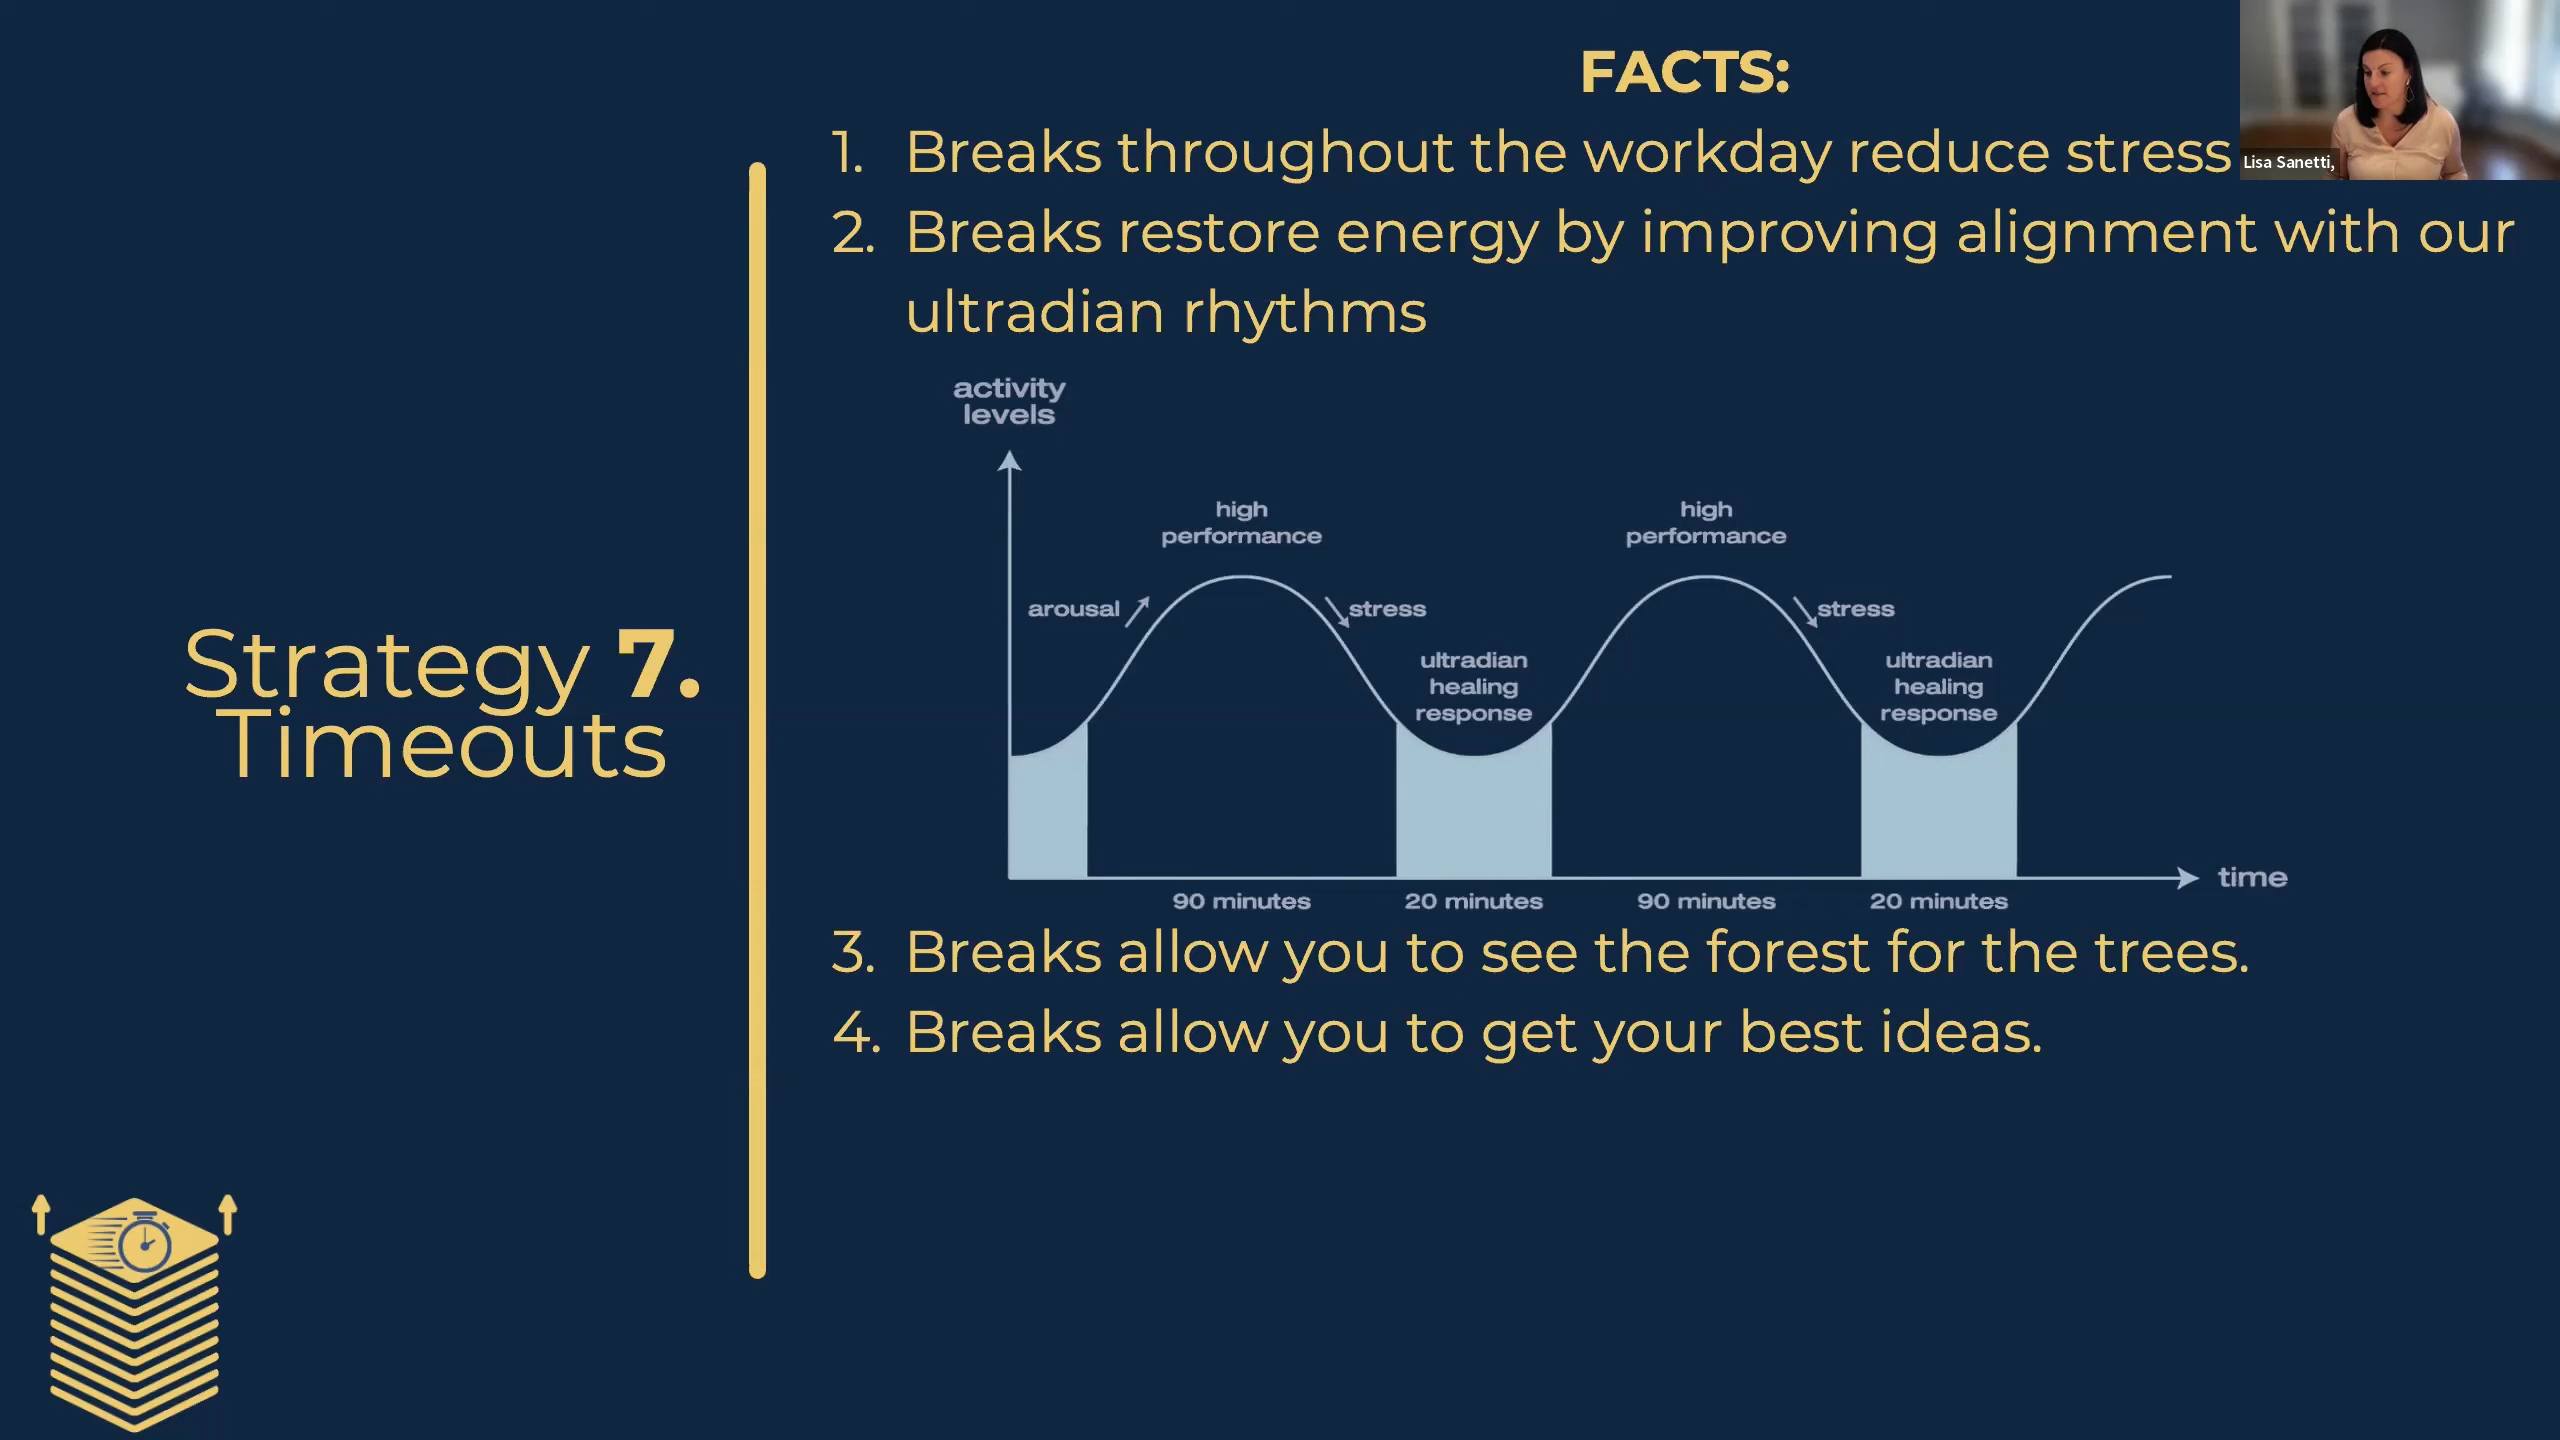 FACTS:
1. Breaks throughout the workday reduce stress
Lisa Sanetti,
2. Breaks restore energy by improving alignment with our
ultradian rhythms
activity
levels
high
performance
high
performance
arousal
stress
stress
ultradian
healing
response
ultradian
healing
response
time
90 minutes
20 minutes
90 minutes
20 minutes
Strategy 7.
Timeouts
3. Breaks allow you to see the forest for the trees.
4. Breaks allow you to get your best ideas.